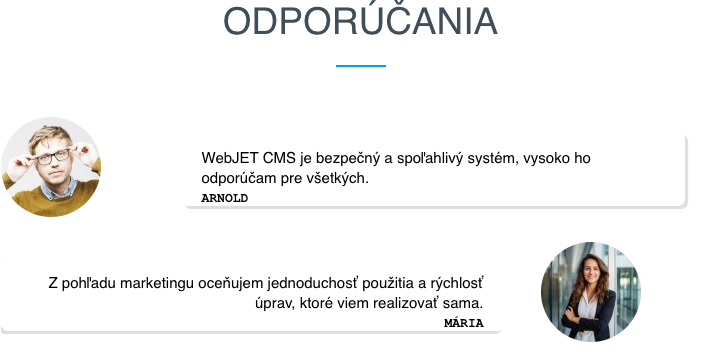 ODPORÚČANIA
WebJET CMS je bezpečný a spoľahlivý systém, vysoko ho
odporúčam pre všetkých.
ARNOLD
Z pohľadu marketingu oceňujem jednoduchosť použitia a rýchlosť
úprav, ktoré viem realizovať sama.
MÁRIA